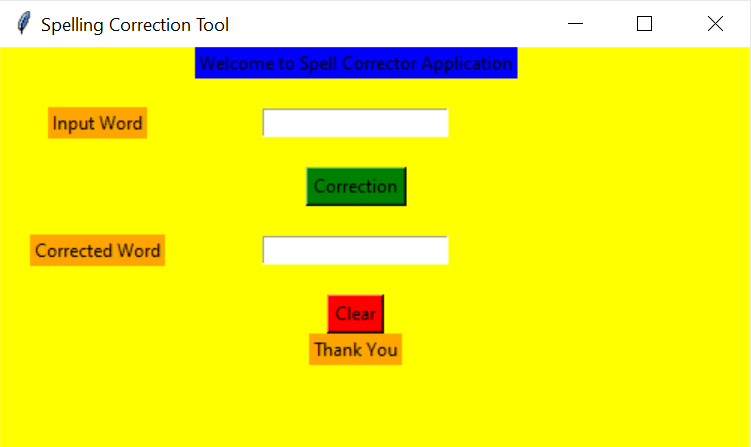 Spelling Correction Tool
Welcome to Spell Corrector Application
Input Word
Correction
Corrected Word
Clear
Thank You